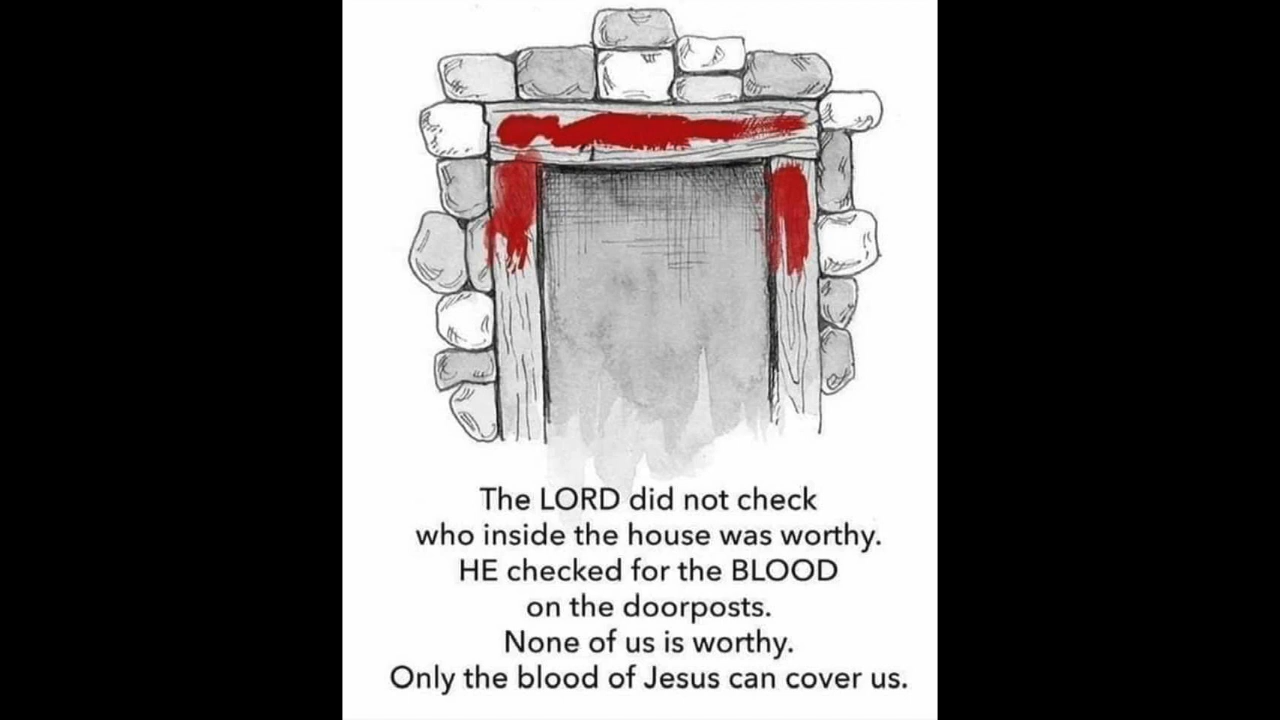 The LORD did not check
who inside the house was worthy.
HE checked for the BLOOD
on the doorposts.
None of us is worthy.
Only the blood of Jesus can cover us.